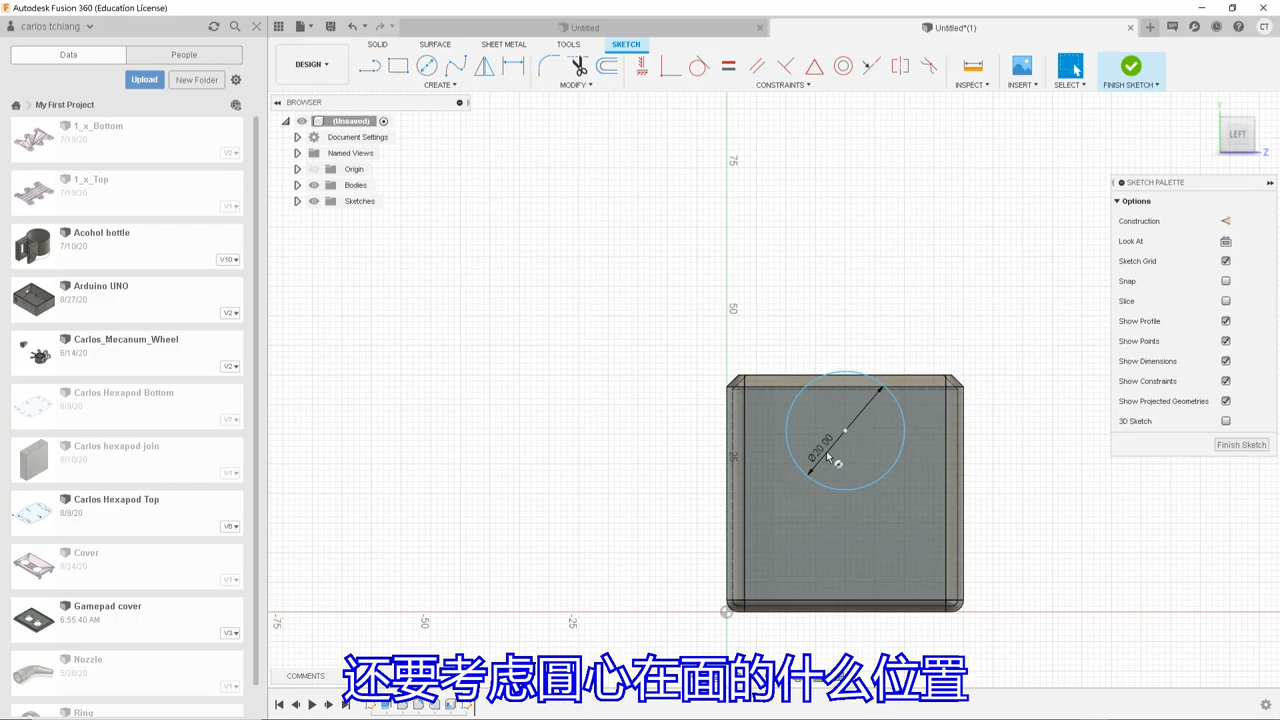 Autodesk Fusion 360 (Education License)
carlos tchiang
Untitled
Untitled*(1)
CT
Data
People
Upload
New Folder
My First Project
1_x_Bottom
7/19/20
V2
1_x_Top
7/19/20
V1
Acohol bottle
7/10/20
V10
Arduino UNO
8/27/20
V2
Carlos_Mecanum_Wheel
6/14/20
V2
Carlos Hexapod Bottom
8/9/20
V7
Carlos hexapod join
8/10/20
V1
Carlos Hexapod Top
8/9/20
V6
Cover
8/24/20
V1
Gamepad cover
6:55:40 AM
V3
Nozzle
5/28/20
V1
Ring
DESIGN
SOLID
SURFACE
SHEET METAL
TOOLS
SKETCH
CREATE
MODIFY
CONSTRAINTS
INSPECT
INSERT
SELECT
FINISH SKETCH
BROWSER
(Unsaved)
Document Settings
Named Views
Origin
Bodies
Sketches
75
50
25
Ø20.00
-75
-50
-25
Y
LEFT
Z
SKETCH PALETTE
Options
Construction
Look At
Sketch Grid
Snap
Slice
Show Profile
Show Points
Show Dimensions
Show Constraints
Show Projected Geometries
3D Sketch
Finish Sketch
COMMENTS
还要考虑圆心在面的什么位置